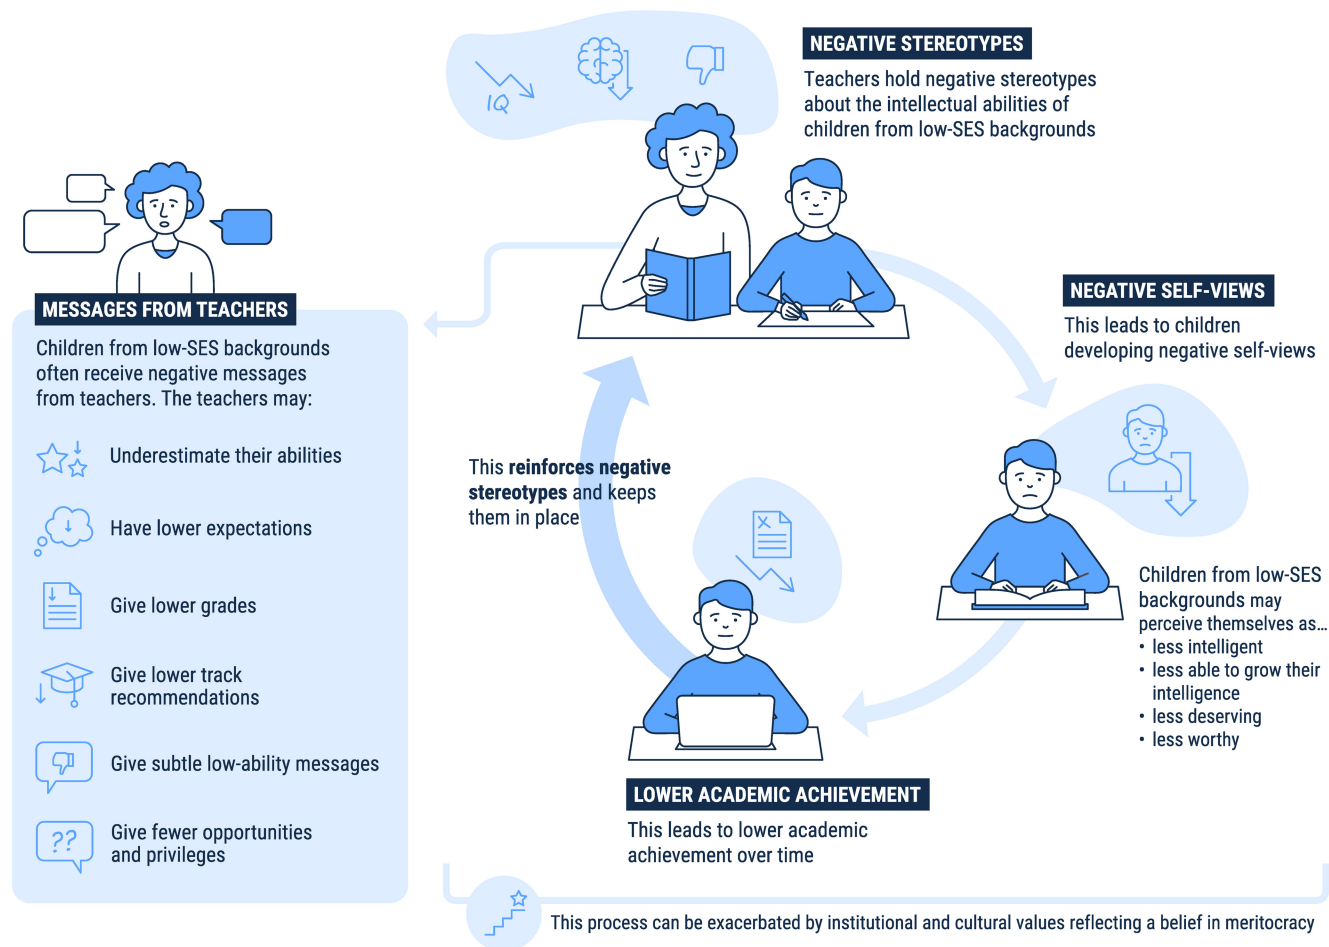 IQ
NEGATIVE STEREOTYPES
Teachers hold negative stereotypes
about the intellectual abilities of
children from low-SES backgrounds
MESSAGES FROM TEACHERS
Children from low-SES backgrounds
often receive negative messages
from teachers. The teachers may:
Underestimate their abilities
Have lower expectations
Give lower grades
Give lower track
recommendations
Give subtle low-ability messages
??
Give fewer opportunities
and privileges
NEGATIVE SELF-VIEWS
This leads to children
developing negative self-views
Children from low-SES
backgrounds may
perceive themselves as...
• less intelligent
• less able to grow their
intelligence
• less deserving
• less worthy
X
LOWER ACADEMIC ACHIEVEMENT
This leads to lower academic
achievement over time
This reinforces negative
stereotypes and keeps
them in place
This process can be exacerbated by institutional and cultural values reflecting a belief in meritocracy